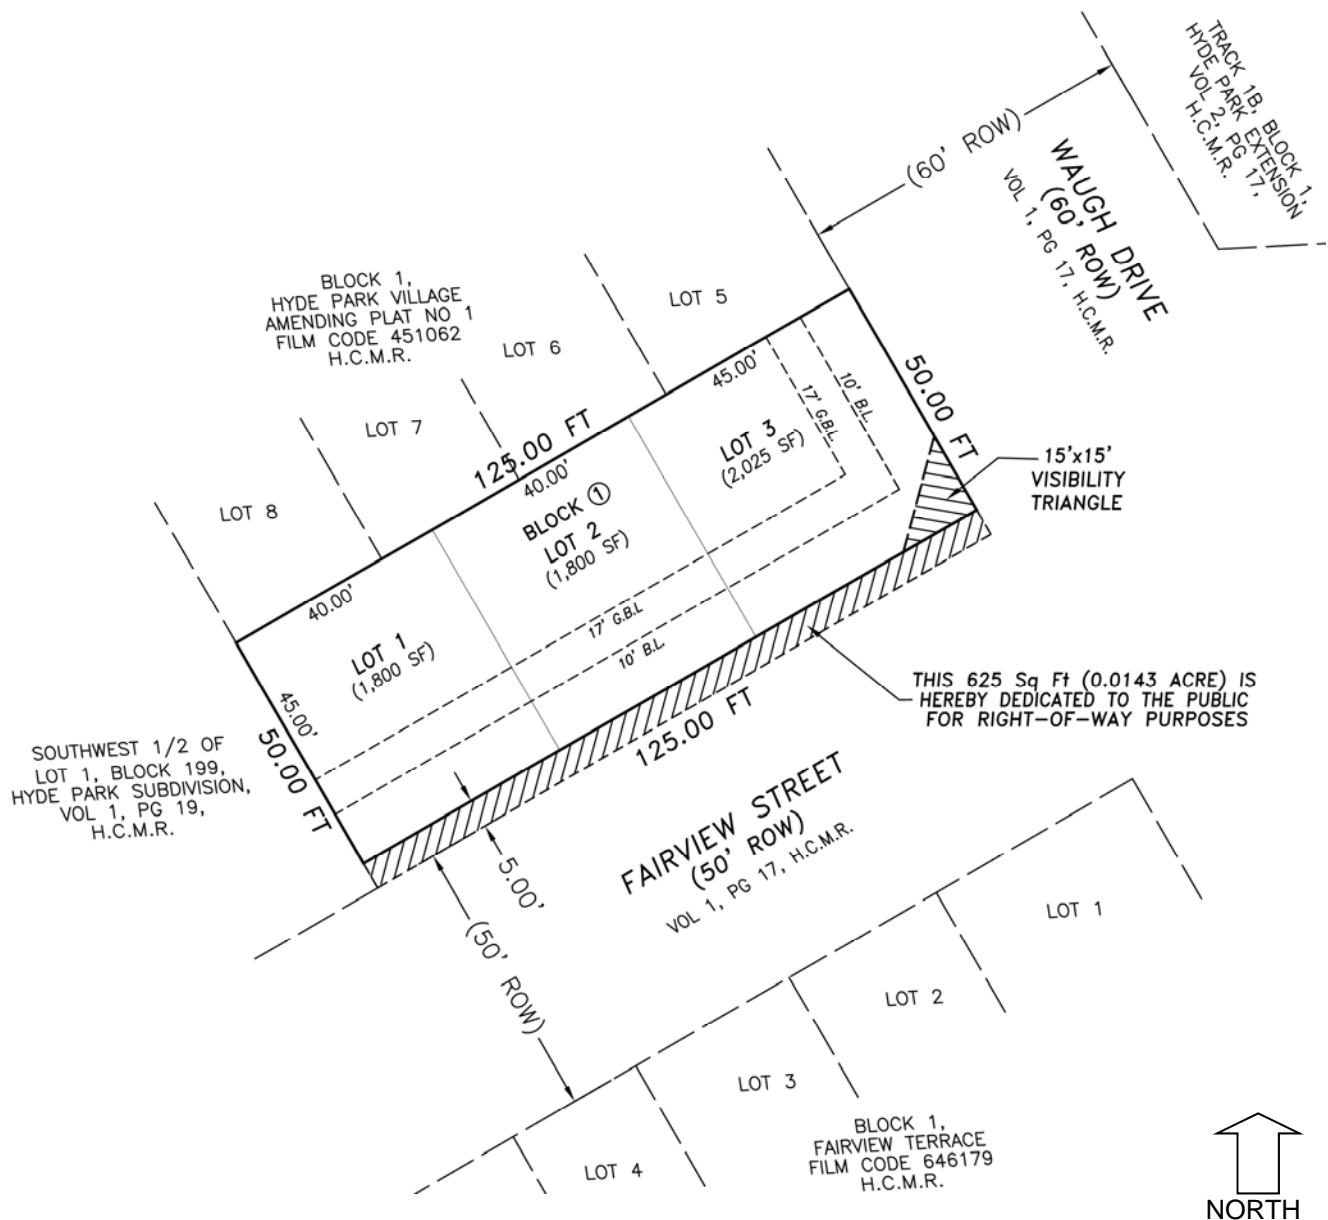 TRACK 1B, BLOCK 1,
HYDE PARK EXTENSION
VOL 2, PG 17,
H.C.M.R.
(60' ROW)
WAUGH DRIVE
(60' ROW)
VOL 1, PG 17, H.C.M.R.
BLOCK 1,
HYDE PARK VILLAGE
AMENDING PLAT NO 1
FILM CODE 451062
H.C.M.R.
LOT 5
LOT 6
LOT 7
LOT 8
125.00 FT
45.00'
40.00'
40.00'
50.00 FT
17' G.B.L
10' B.L.
LOT 3
(2,025 SF)
BLOCK 1
LOT 2
(1,800 SF)
LOT 1
(1,800 SF)
15'x15'
VISIBILITY
TRIANGLE
17' G.B.L
10' B.L.
45.00'
50.00 FT
SOUTHWEST 1/2 OF
LOT 1, BLOCK 199,
HYDE PARK SUBDIVISION,
VOL 1, PG 19,
H.C.M.R.
THIS 625 Sq Ft (0.0143 ACRE) IS
HEREBY DEDICATED TO THE PUBLIC
FOR RIGHT-OF-WAY PURPOSES
125.00 FT
5.00'
(50' ROW)
FAIRVIEW STREET
(50' ROW)
VOL 1, PG 17, H.C.M.R.
LOT 1
LOT 2
LOT 3
LOT 4
BLOCK 1,
FAIRVIEW TERRACE
FILM CODE 646179
H.C.M.R.
NORTH